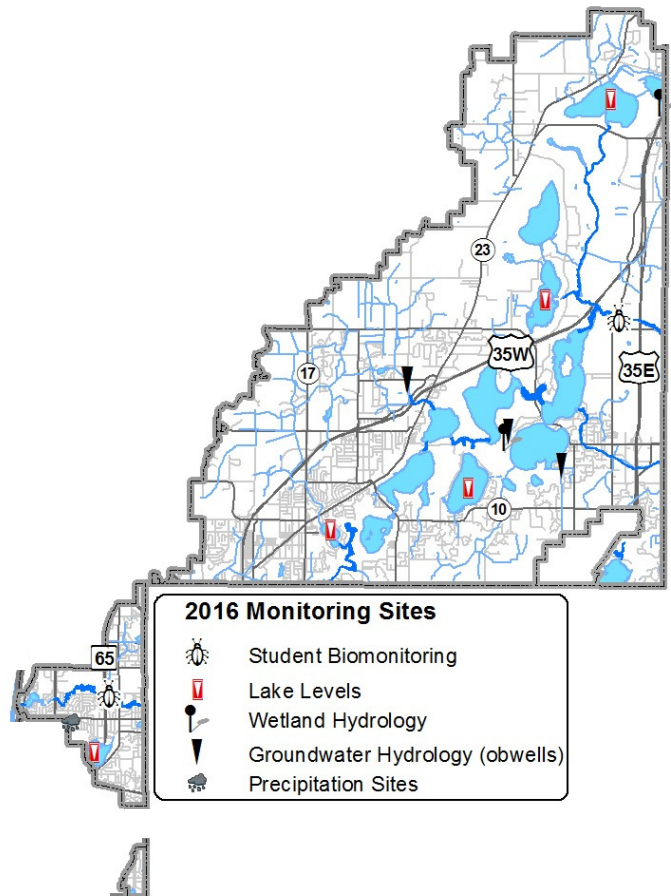 23
35W
35E
17
10
65
2016 Monitoring Sites
Student Biomonitoring
Lake Levels
Wetland Hydrology
Groundwater Hydrology (obwells)
Precipitation Sites